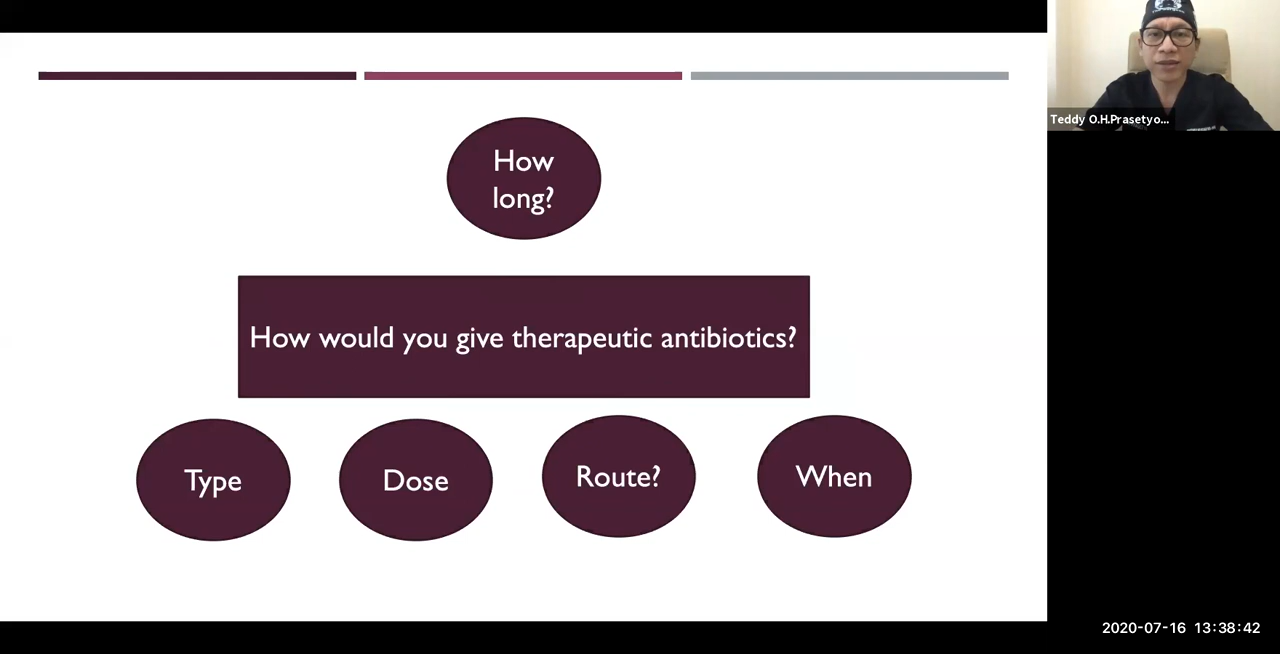 How
long?
How would you give therapeutic antibiotics?
Type
Dose
Route?
When
Teddy O.H.Prasetyo...
2020-07-16 13:38:42